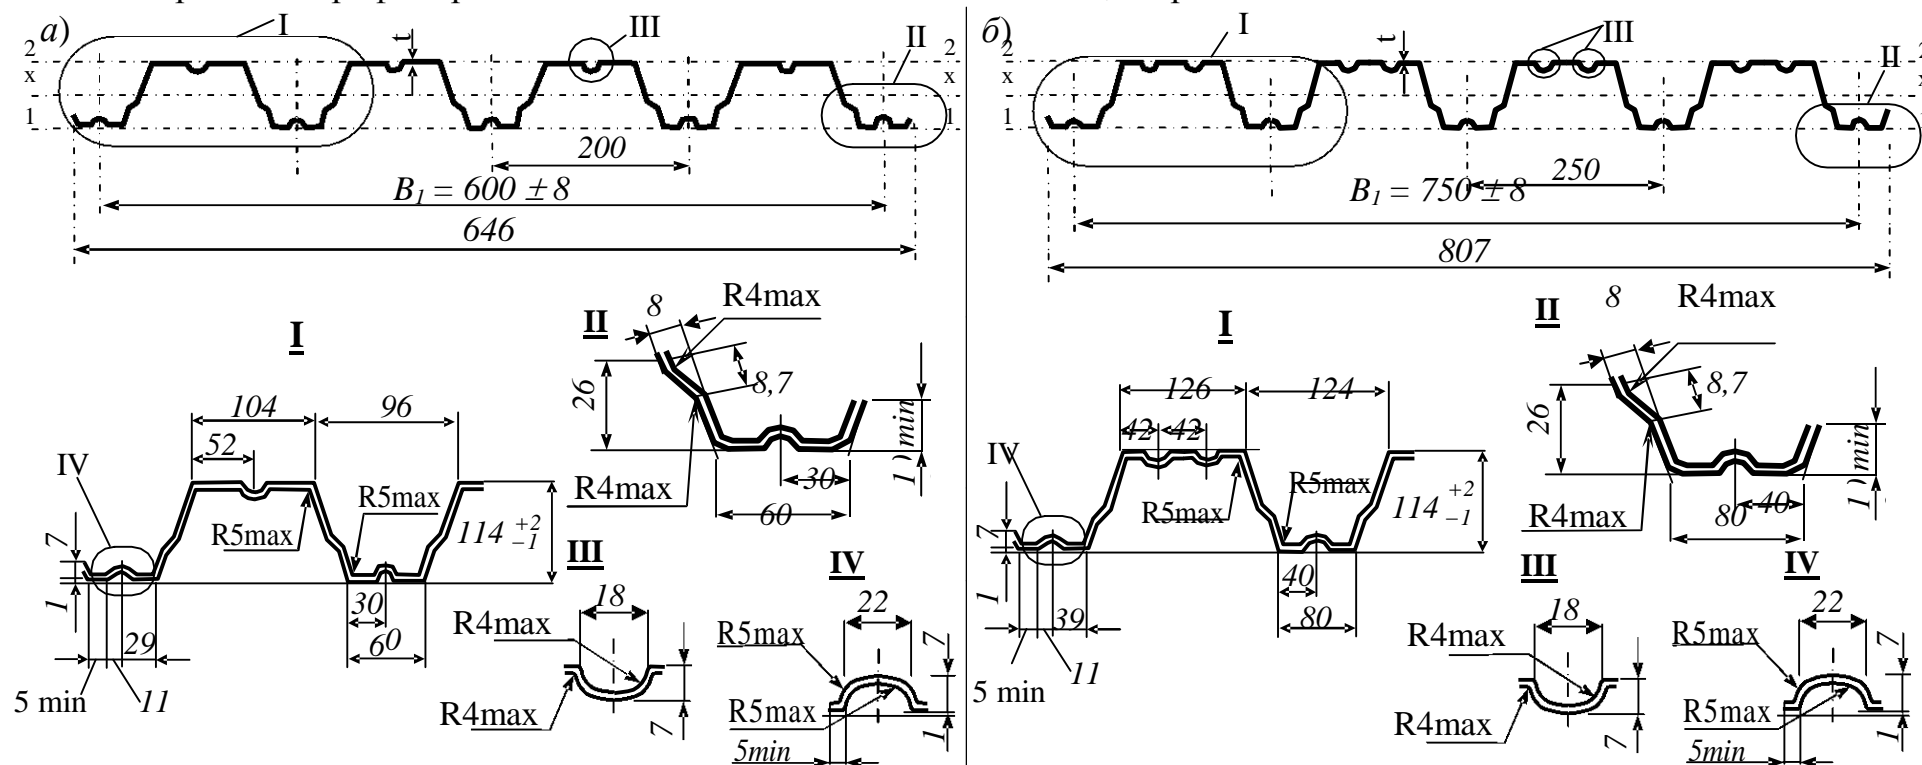 а)
I
t
III
II
2
x
1
2
x
1
200
B1 = 600 ± 8
646
I
104
96
52
IV
R5max
R5max
114 +2 −1
7
1
30
60
29
5 min
11
II
8
R4max
26
8,7
R4max
30
60
min
III
18
R4max
R4max
7
IV
22
R5max
R5max
7
1
5min
б)
I
t
III
II
2
x
1
2
x
1
250
B1 = 750 ± 8
807
I
126
124
42
42
IV
R5max
R5max
114 +2 −1
7
1
40
80
39
5 min
11
II
8
R4max
26
8,7
R4max
40
80
min
III
18
R4max
R4max
7
IV
22
R5max
R5max
7
1
5min